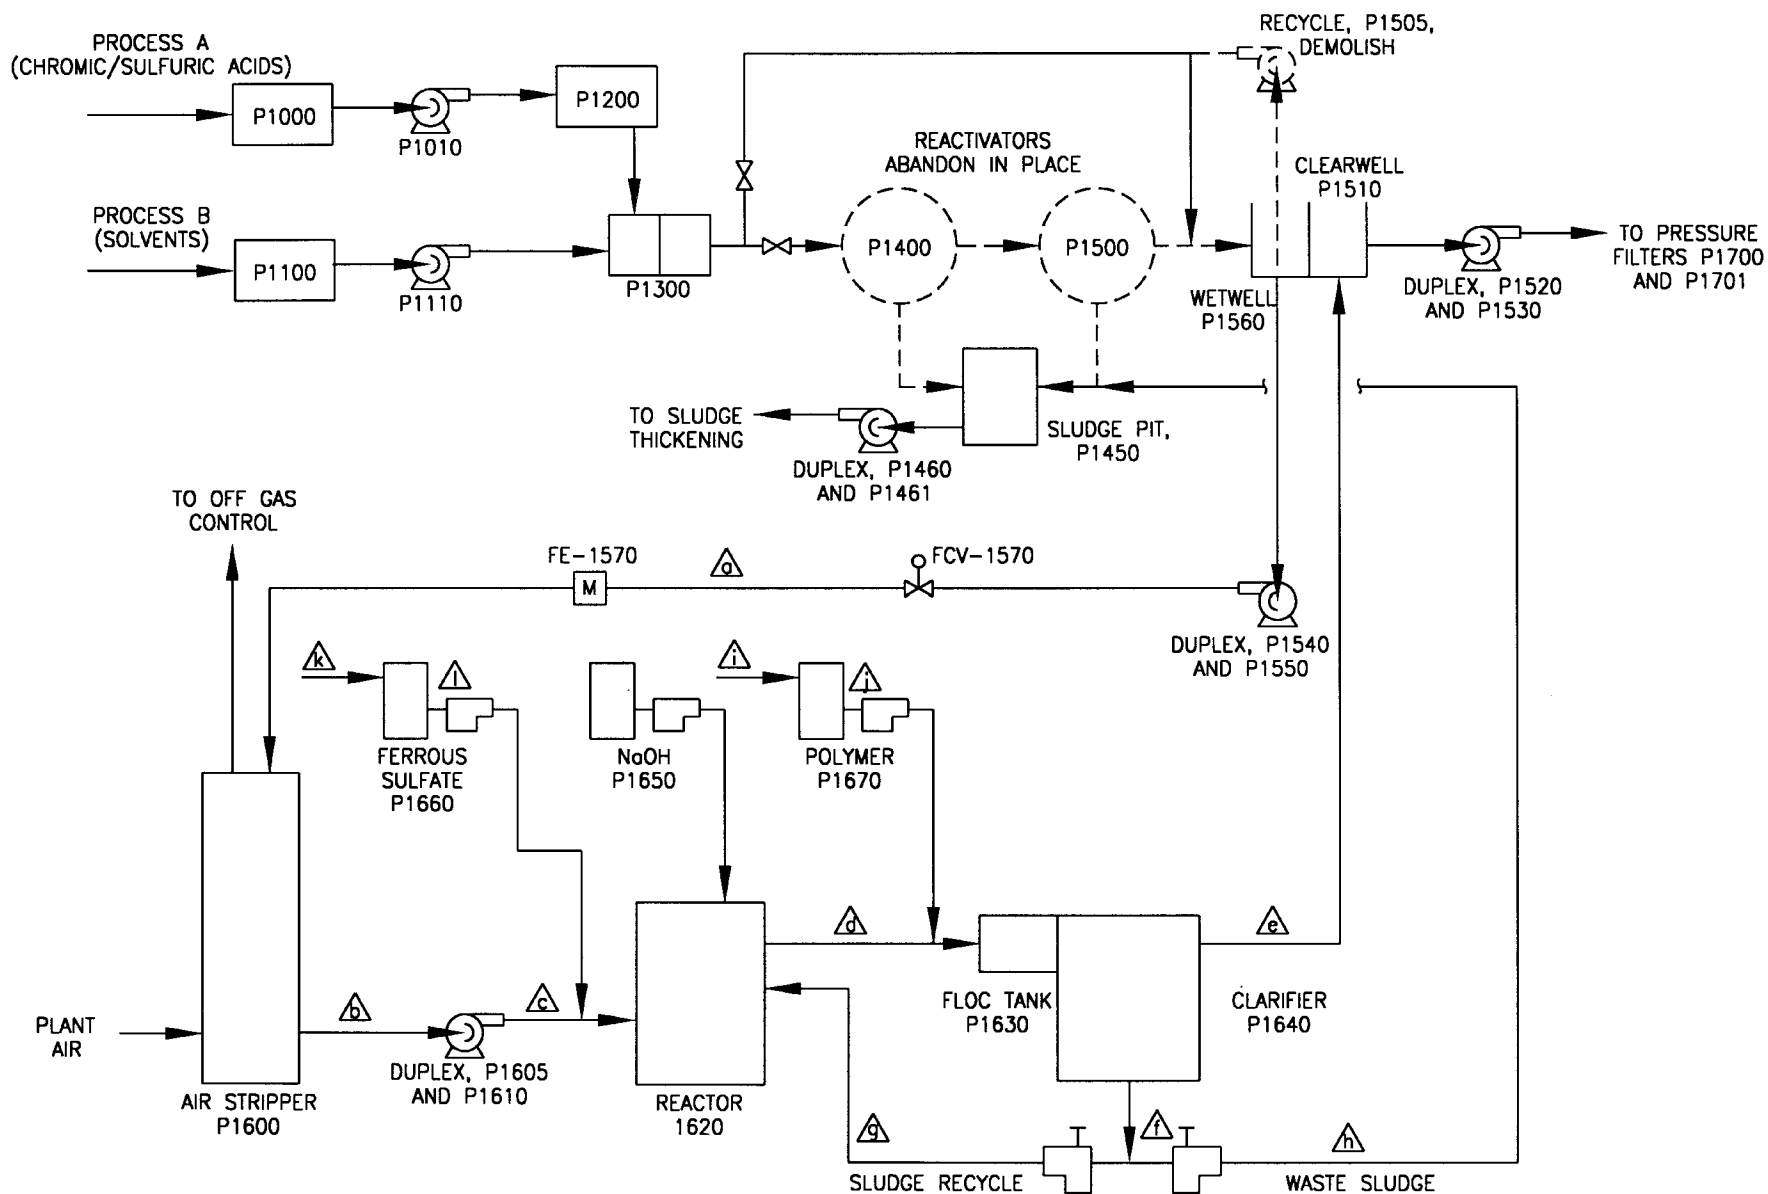 PROCESS A
(CHROMIC/SULFURIC ACIDS)
P1000
P1010
P1200
RECYCLE, P1505,
DEMOLISH
PROCESS B
(SOLVENTS)
P1100
P1110
P1300
REACTIVATORS
ABANDON IN PLACE
P1400
P1500
CLEARWELL
P1510
WETWELL
P1560
DUPLEX, P1520
AND P1530
TO PRESSURE
FILTERS P1700
AND P1701
TO SLUDGE
THICKENING
DUPLEX, P1460
AND P1461
SLUDGE PIT,
P1450
TO OFF GAS
CONTROL
FE-1570
M
a
FCV-1570
DUPLEX, P1540
AND P1550
k
l
FERROUS
SULFATE
P1660
NaOH
P1650
i
j
POLYMER
P1670
PLANT
AIR
AIR STRIPPER
P1600
b
DUPLEX, P1605
AND P1610
c
REACTOR
1620
d
FLOC TANK
P1630
e
CLARIFIER
P1640
g
SLUDGE RECYCLE
f
h
WASTE SLUDGE